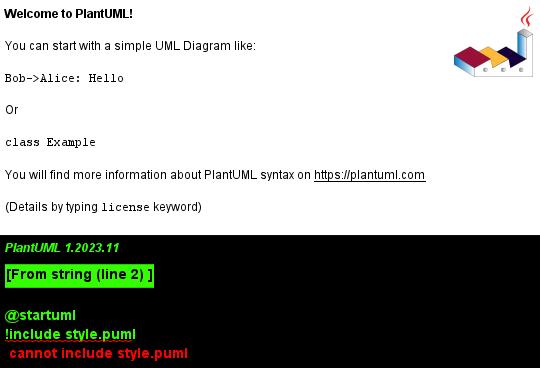 Welcome to PlantUML!
You can start with a simple UML Diagram like:
Bob->Alice: Hello
Or
class Example
You will find more information about PlantUML syntax on https://plantuml.com
(Details by typing license keyword)
PlantUML 1.2023.11
[From string (line 2) ]
@startuml
!include style.puml
cannot include style.puml